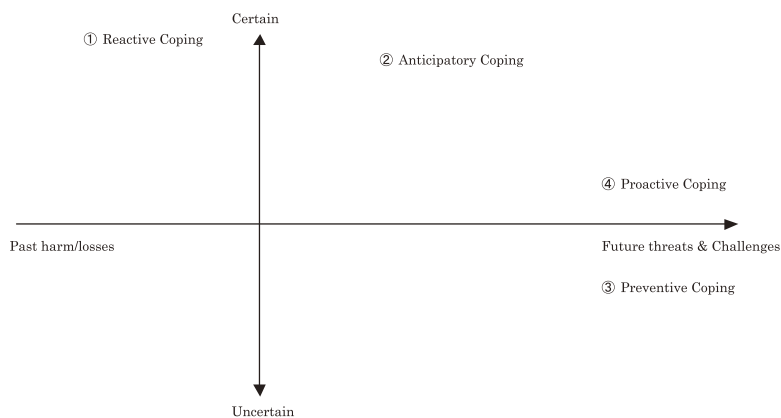 Certain
① Reactive Coping
② Anticipatory Coping
④ Proactive Coping
Past harm/losses
Future threats & Challenges
③ Preventive Coping
Uncertain